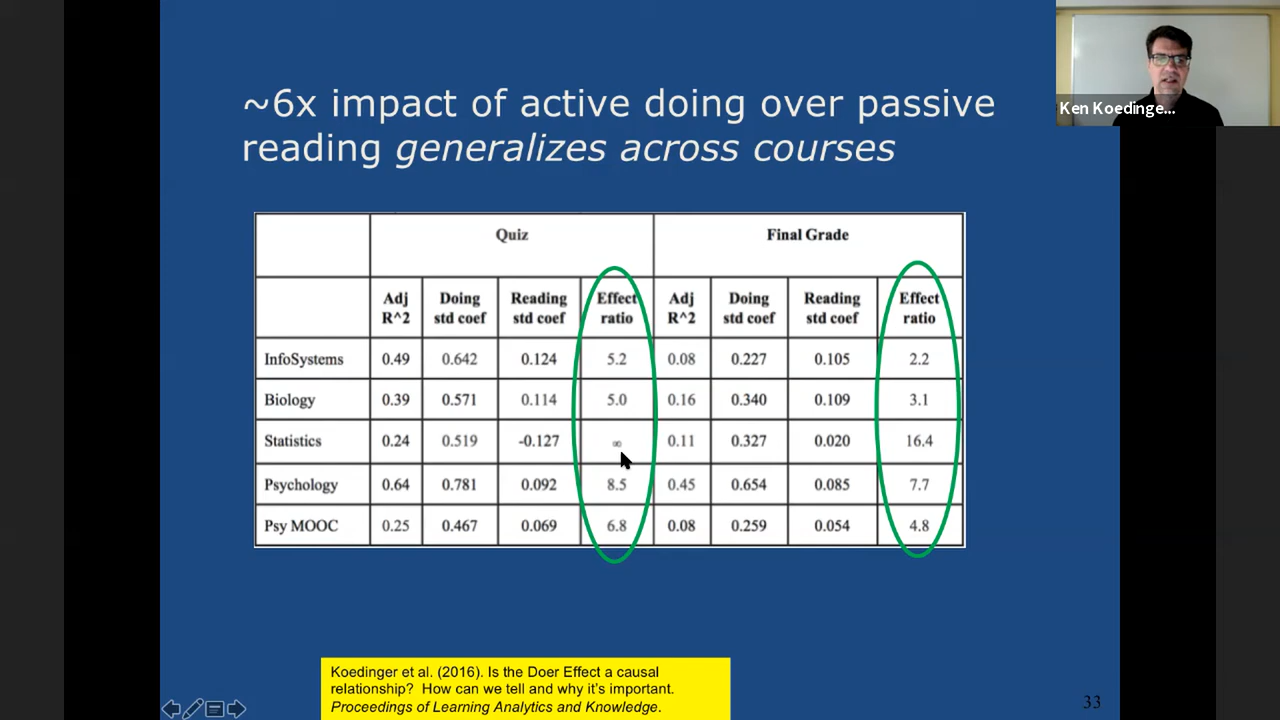 ~6x impact of active doing over passive
reading generalizes across courses
Ken Koedinge...
Quiz Final Grade
Adj R^2 Doing std coef Reading std coef Effect ratio Adj R^2 Doing std coef Reading std coef Effect ratio
InfoSystems 0.49 0.642 0.124 5.2 0.08 0.227 0.105 2.2
Biology 0.39 0.571 0.114 5.0 0.16 0.340 0.109 3.1
Statistics 0.24 0.519 -0.127 ∞ 0.11 0.327 0.020 16.4
Psychology 0.64 0.781 0.092 8.5 0.45 0.654 0.085 7.7
Psy MOOC 0.25 0.467 0.069 6.8 0.08 0.259 0.054 4.8
Koedinger et al. (2016). Is the Doer Effect a causal
relationship? How can we tell and why it's important.
Proceedings of Learning Analytics and Knowledge.
33